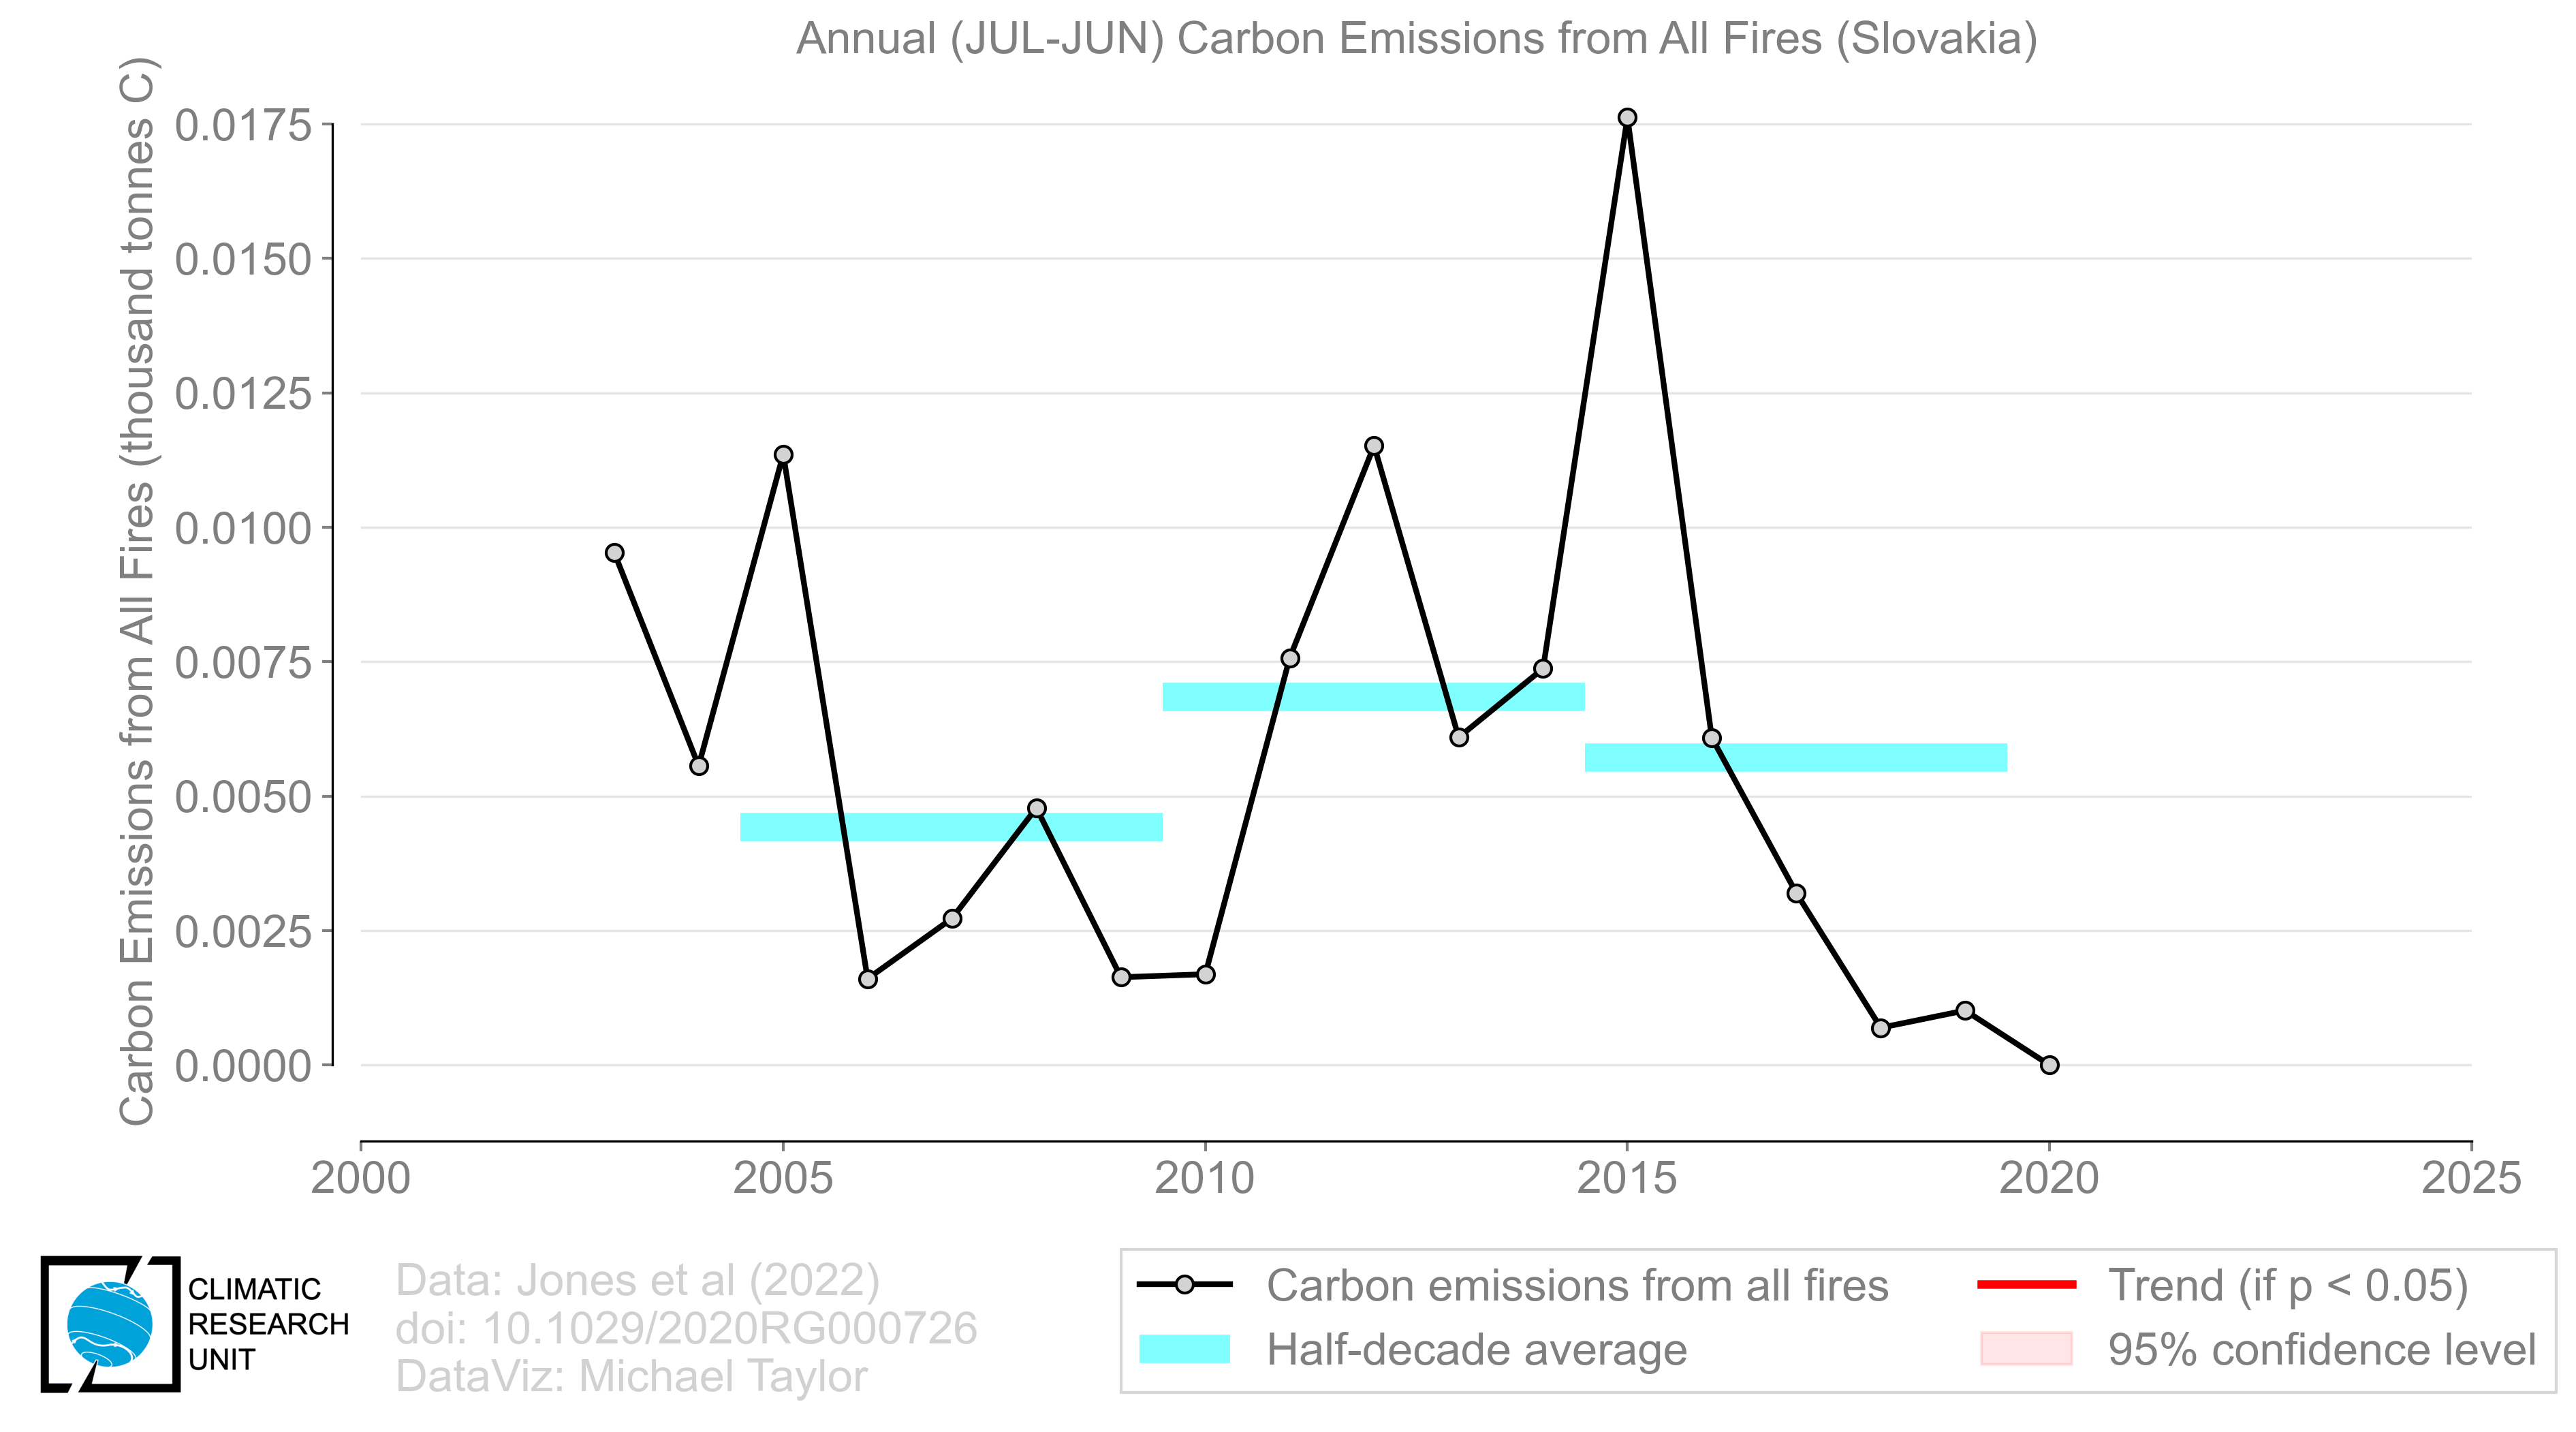 Annual (JUL-JUN) Carbon Emissions from All Fires (Slovakia)
Carbon Emissions from All Fires (thousand tonnes C)
0.0175
0.0150
0.0125
0.0100
0.0075
0.0050
0.0025
0.0000
2000 2005 2010 2015 2020 2025
CLIMATIC
RESEARCH
UNIT
Data: Jones et al (2022)
doi: 10.1029/2020RG000726
DataViz: Michael Taylor
Carbon emissions from all fires
Half-decade average
Trend (if p < 0.05)
95% confidence level